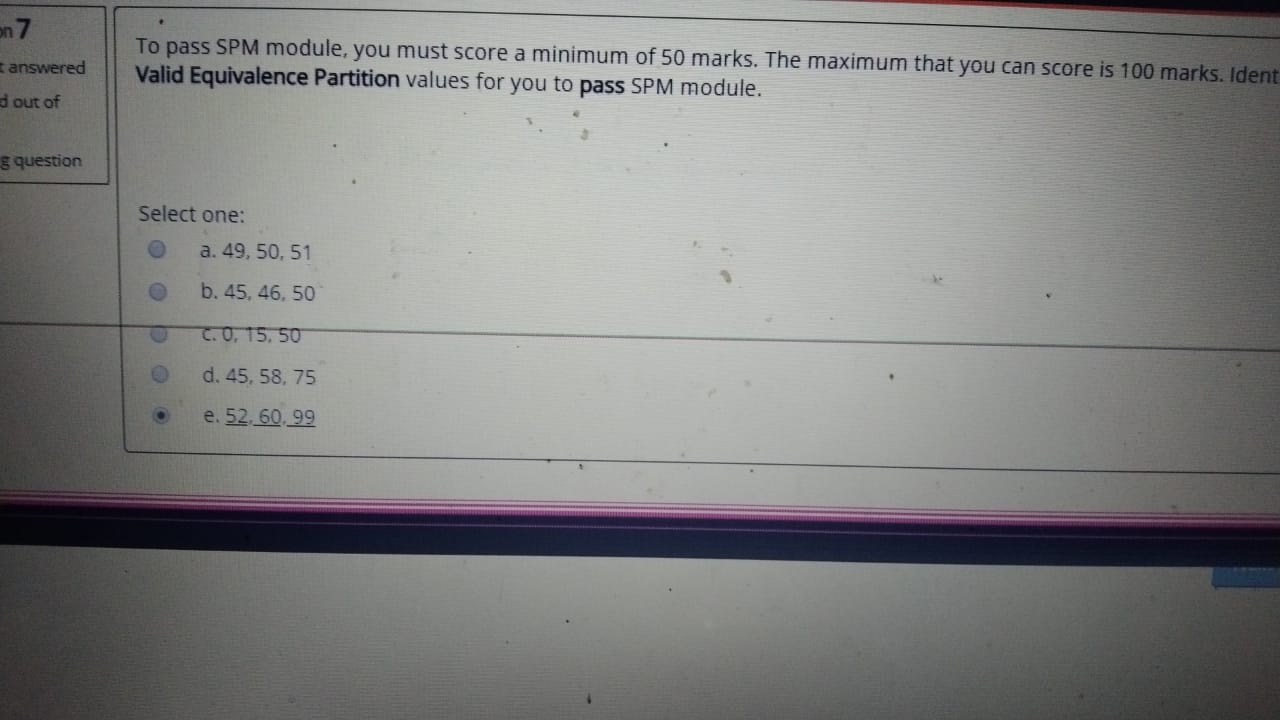 7
answered
out of
question
To pass SPM module, you must score a minimum of 50 marks. The maximum that you can score is 100 marks. Ident
Valid Equivalence Partition values for you to pass SPM module.
Select one:
a. 49, 50, 51
b. 45, 46, 50
c. 0, 15, 50
d. 45, 58, 75
e. 52, 60, 99